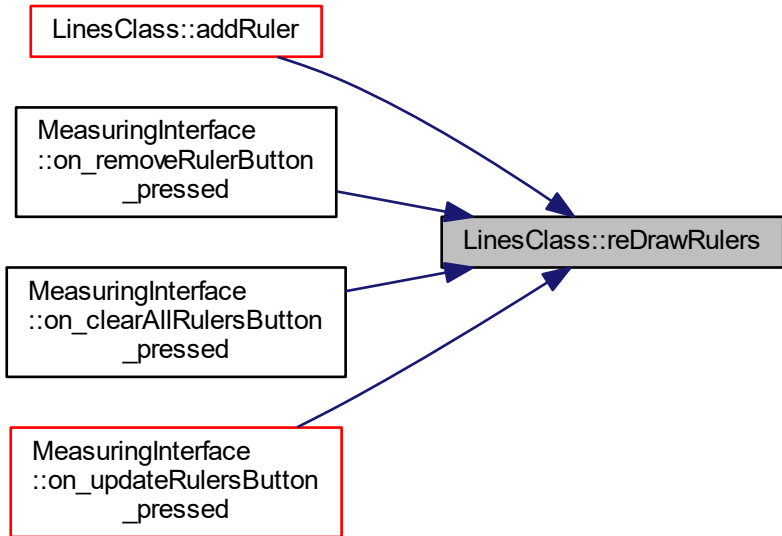 LinesClass::addRuler
MeasuringInterface
::on_removeRulerButton
_pressed
LinesClass::reDrawRulers
MeasuringInterface
::on_clearAllRulersButton
_pressed
MeasuringInterface
::on_updateRulersButton
_pressed